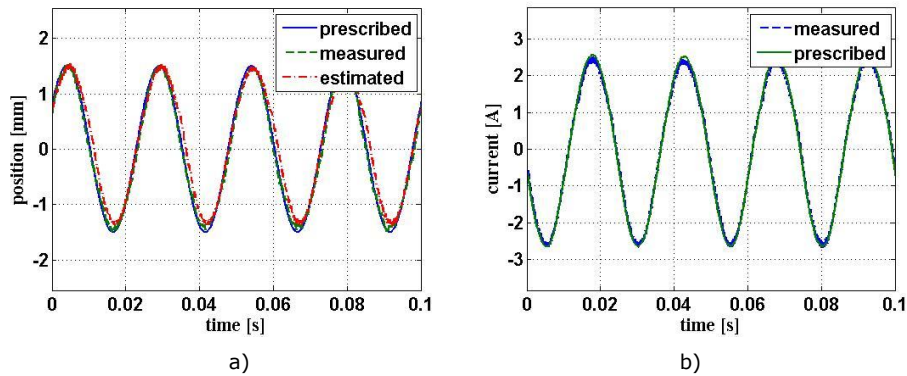 prescribed
measured
estimated
position [mm]
2
1
0
-1
-2
0
0.02
0.04
0.06
0.08
0.1
time [s]
a)
measured
prescribed
current [A]
3
2
1
0
-1
-2
-3
0
0.02
0.04
0.06
0.08
0.1
time [s]
b)